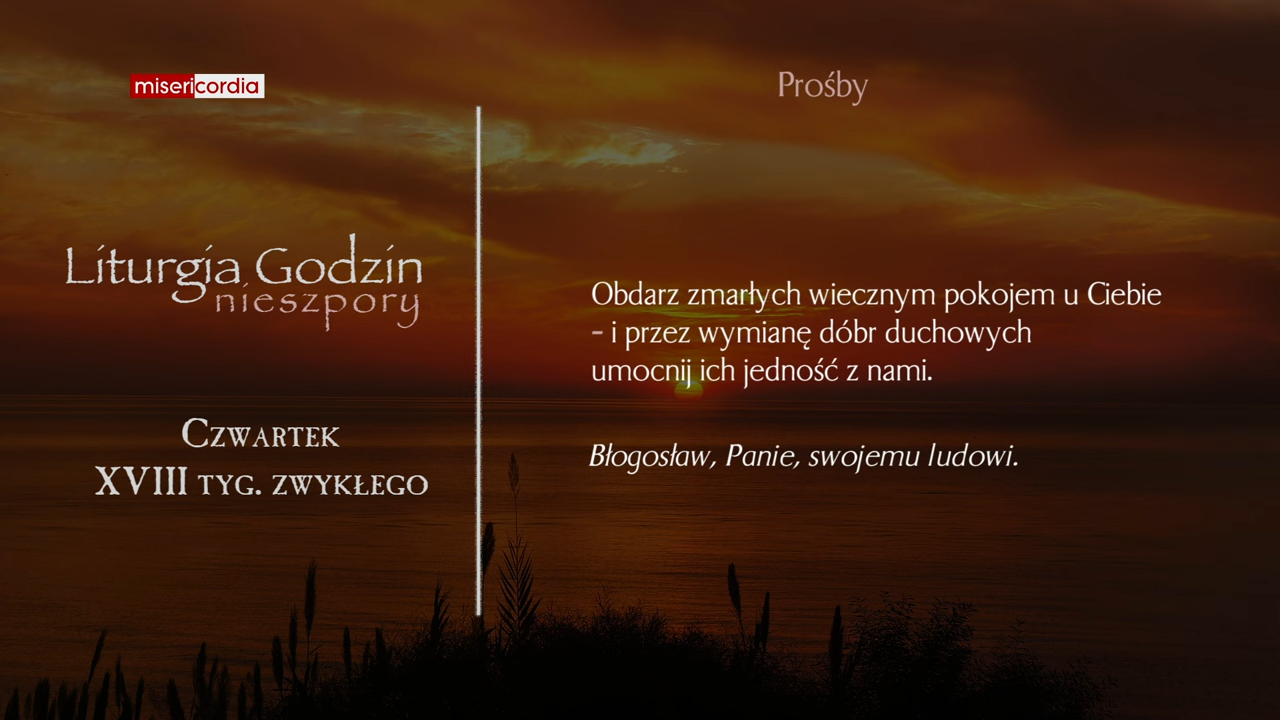 misericordia
Liturgia Godzin
nieszpory
Czwartek
XVIII tyg. zwykłego
Prośby
Obdarz zmarłych wiecznym pokojem u Ciebie
- i przez wymianę dóbr duchowych
umocnij ich jedność z nami.
Błogosław, Panie, swojemu ludowi.